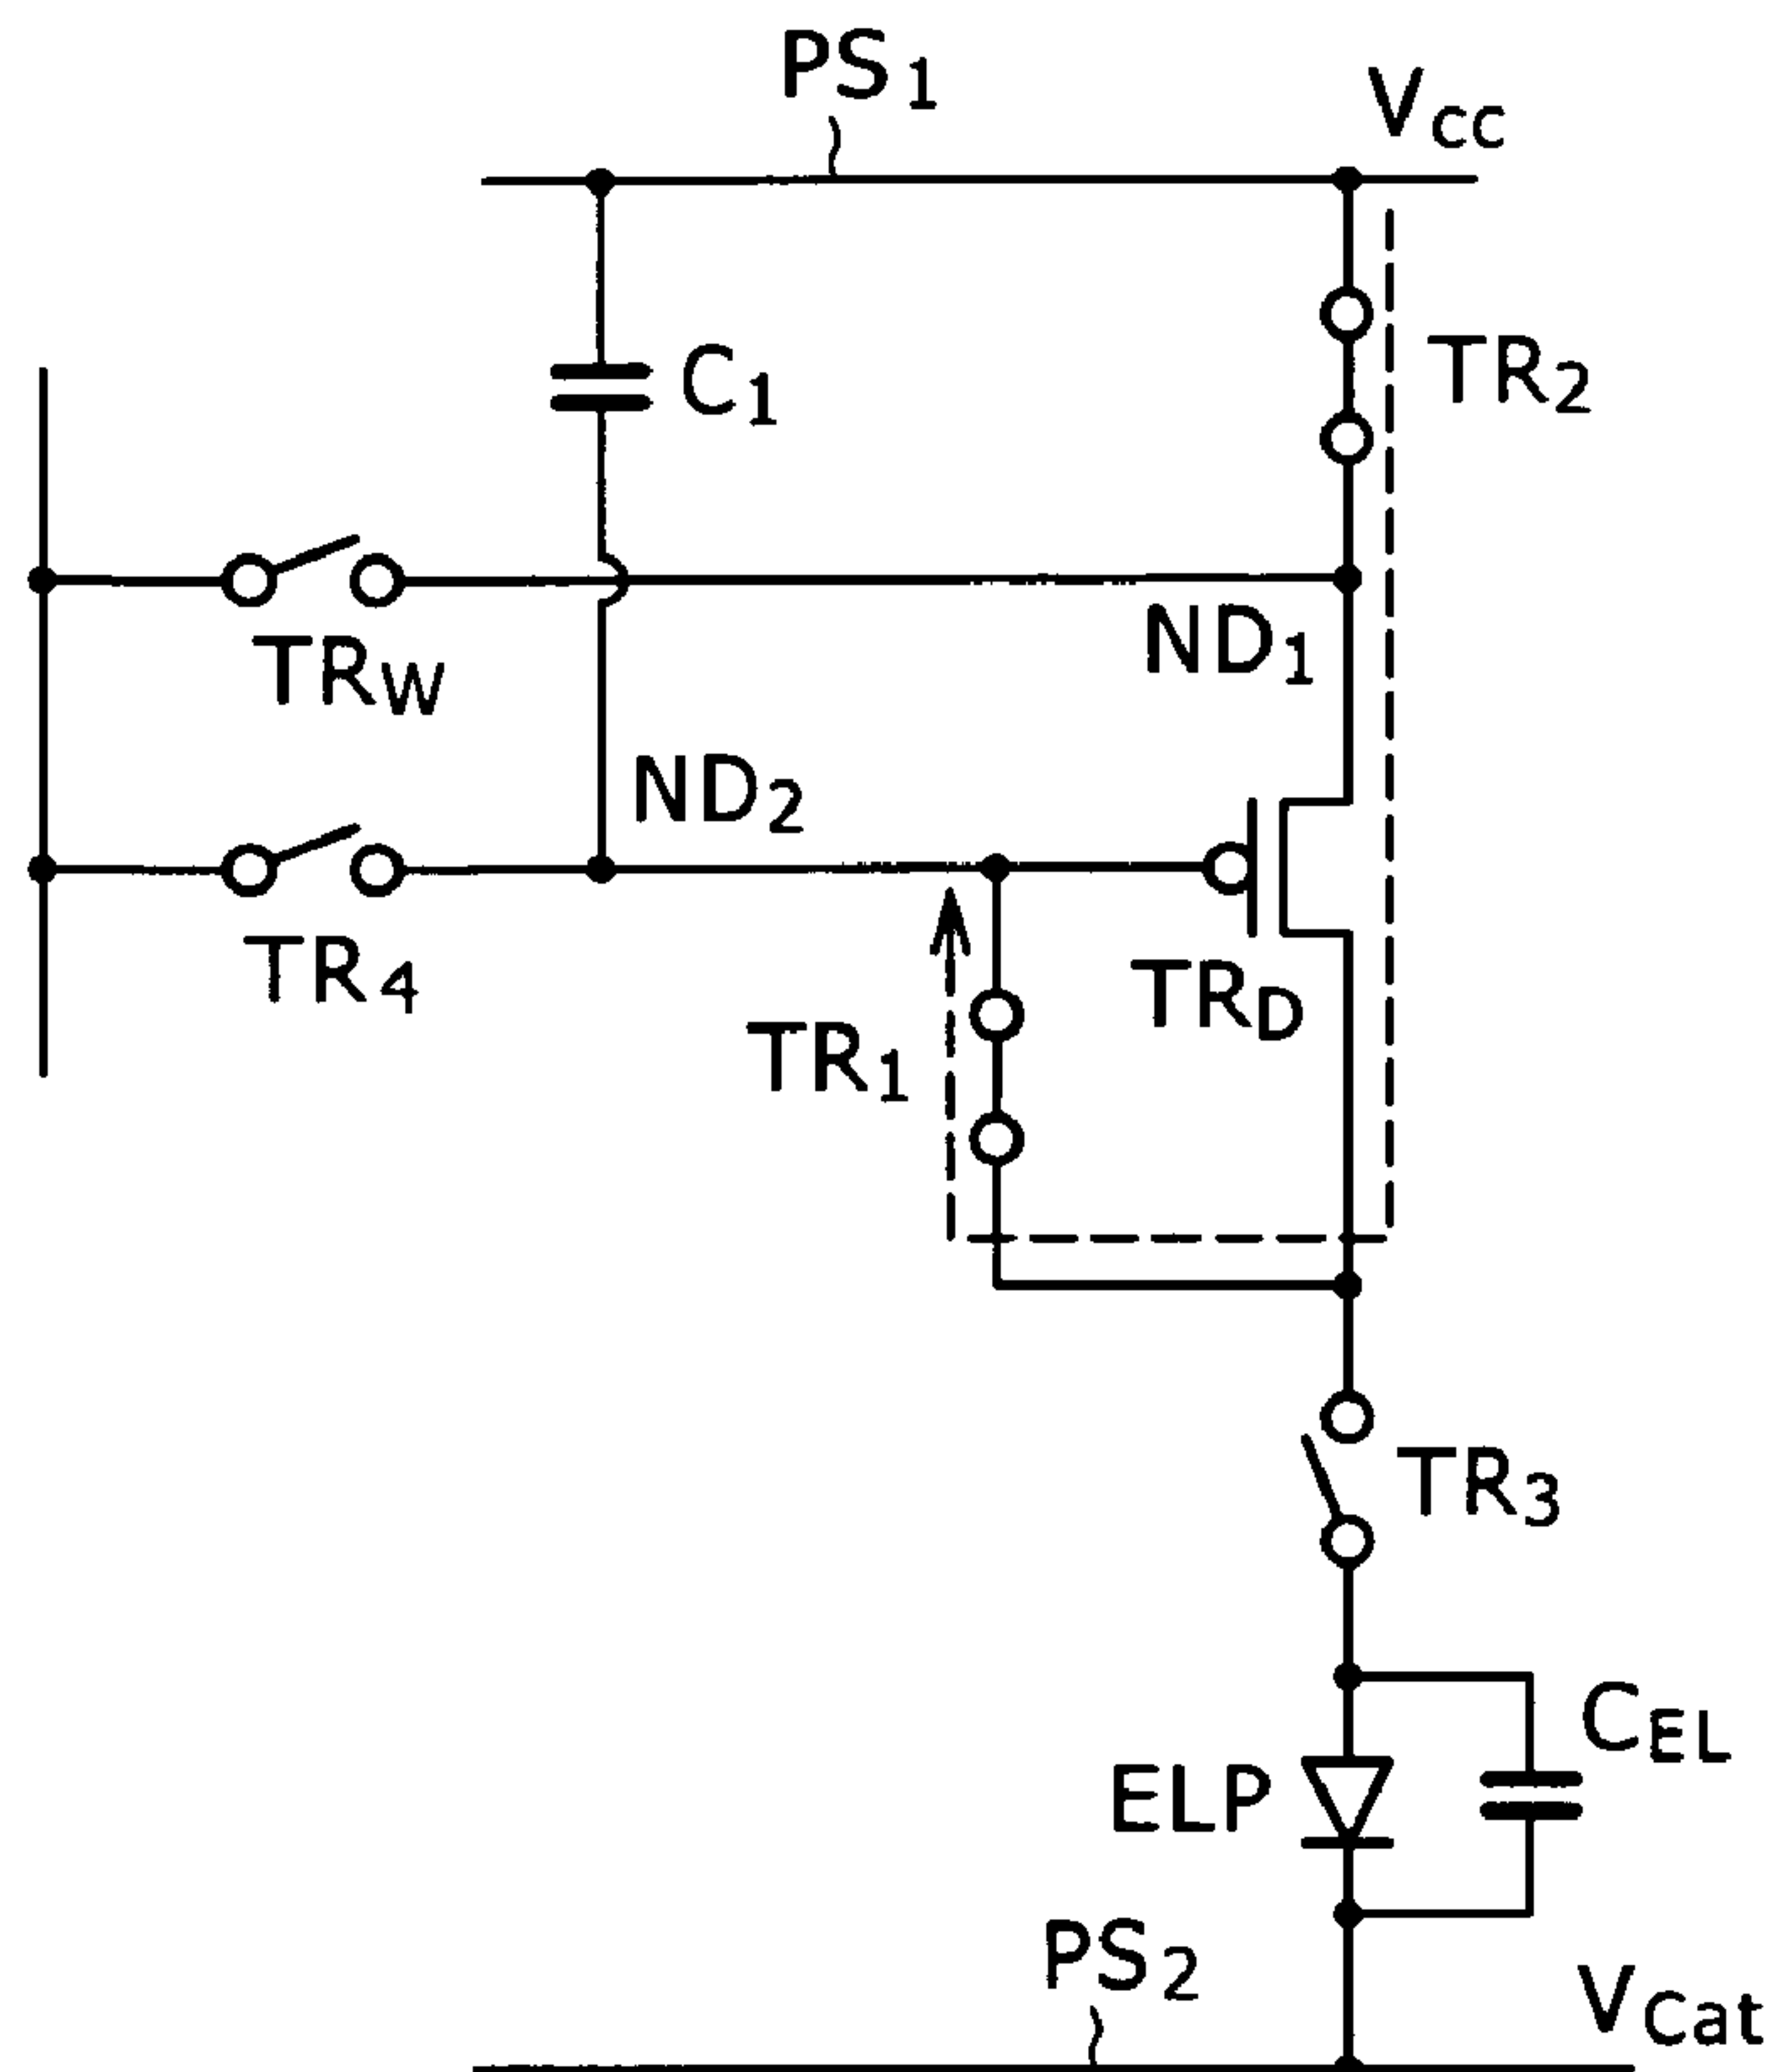 PS1
VCC
C1
TR2
TRW
ND1
ND2
TR4
TRD
TR1
TR3
CEL
ELP
PS2
VCat